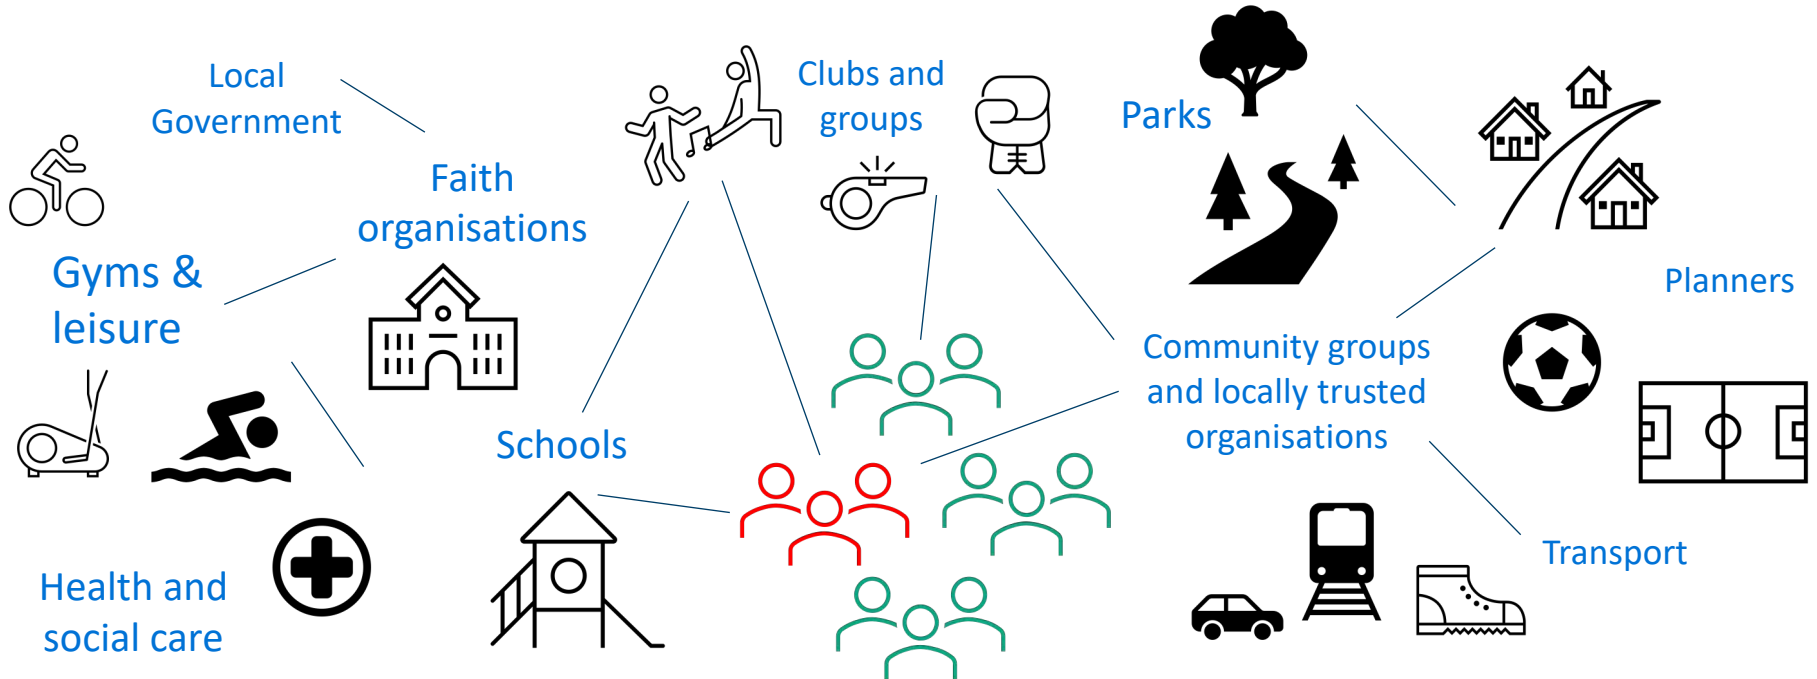 Local
Government
Faith
organisations
Gyms &
leisure
Health and
social care
Schools
Clubs and
groups
Parks
Community groups
and locally trusted
organisations
Planners
Transport